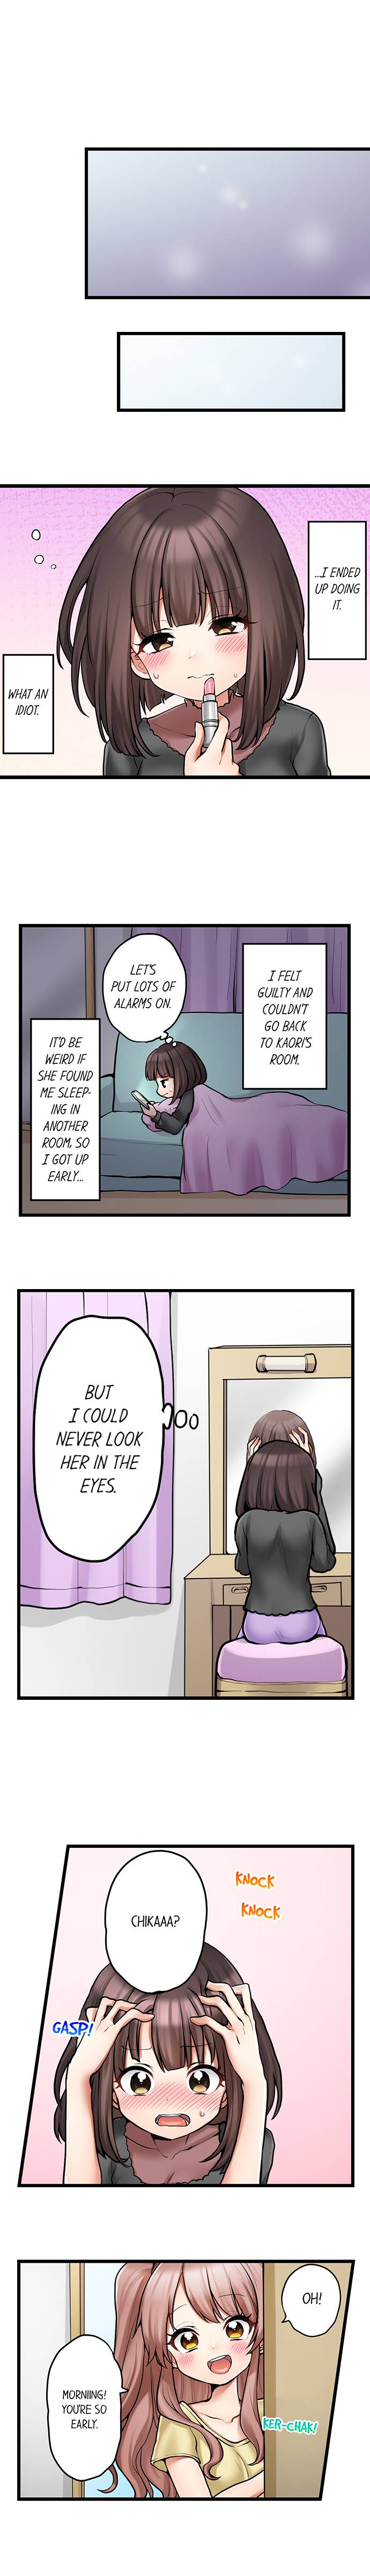 ...I ENDED
UP DOING
IT.
WHAT AN
IDIOT.
I FELT
GUILTY AND
COULDN'T
GO BACK
TO KAORI'S
ROOM.
LET'S
PUT LOTS OF
ALARMS ON.
IT'D BE
WEIRD IF
SHE FOUND
ME SLEEP-
ING IN
ANOTHER
ROOM, SO
I GOT UP
EARLY...
BUT
I COULD
NEVER LOOK
HER IN THE
EYES.
KNOCK
KNOCK
CHIKAAA?
GASP!
OH!
KER-CHAK!
MORNIING!
YOU'RE SO
EARLY.